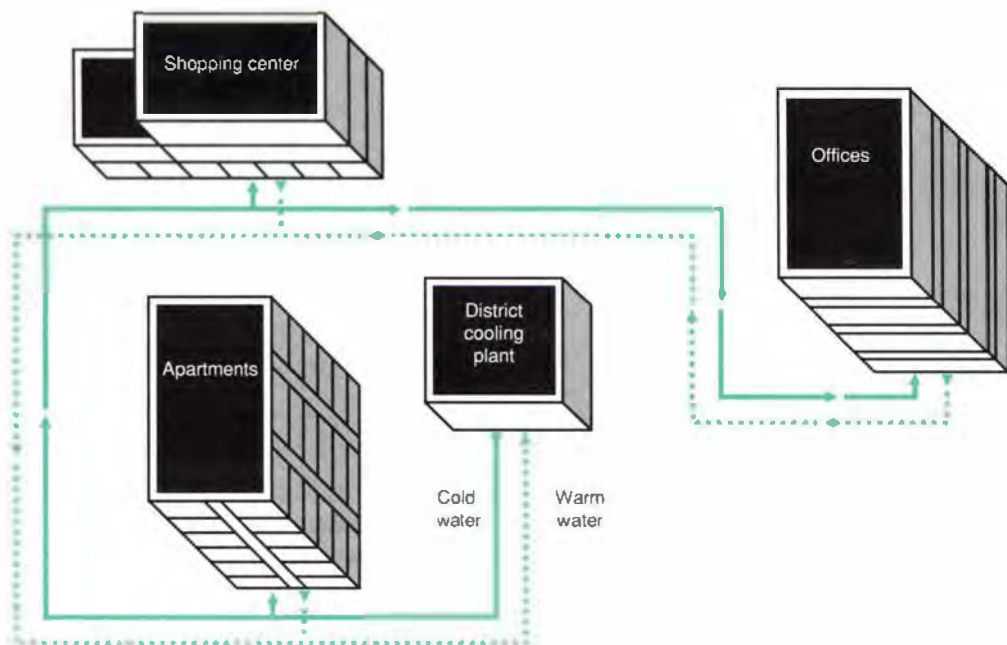 Shopping center
Offices
District
cooling
plant
Apartments
Cold
water
Warm
water